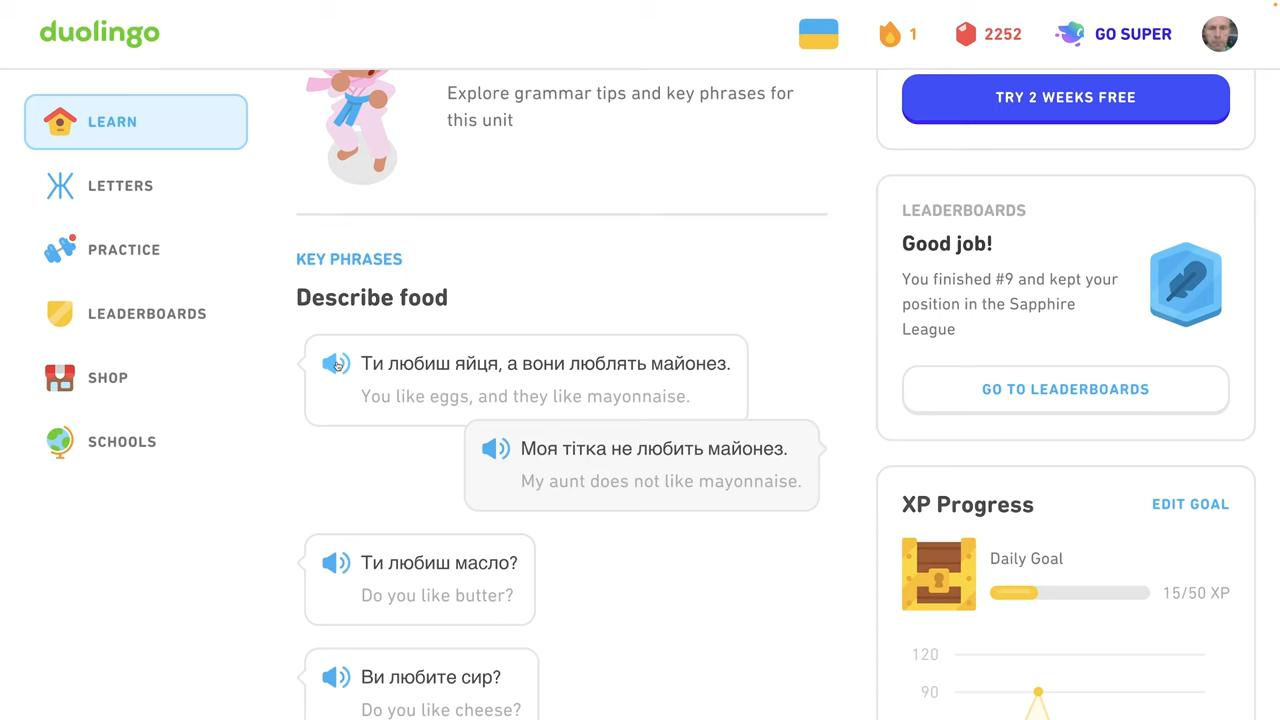 duolingo
1
2252
GO SUPER
LEARN
LETTERS
PRACTICE
LEADERBOARDS
SHOP
SCHOOLS
Explore grammar tips and key phrases for
this unit
KEY PHRASES
Describe food
Ти любиш яйця, а вони люблять майонез.
You like eggs, and they like mayonnaise.
Моя тітка не любить майонез.
My aunt does not like mayonnaise.
Ти любиш масло?
Do you like butter?
Ви любите сир?
Do you like cheese?
TRY 2 WEEKS FREE
LEADERBOARDS
Good job!
You finished #9 and kept your
position in the Sapphire
League
GO TO LEADERBOARDS
XP Progress
EDIT GOAL
Daily Goal
15/50 XP
120
90